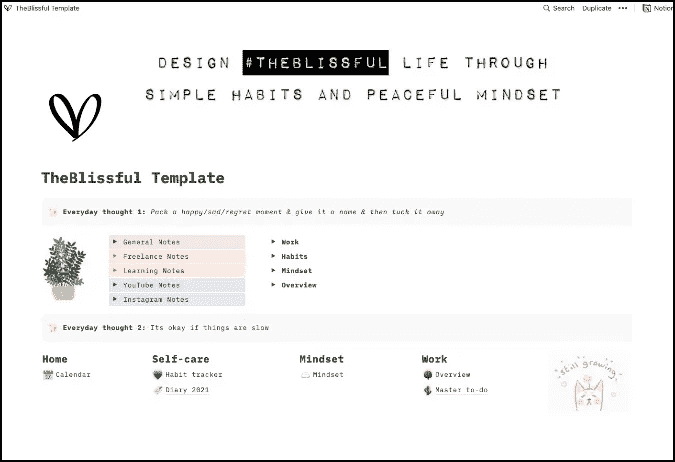 TheBlissful Template
Search Duplicate ••• Notion
DESIGN #THEBLISSFUL LIFE THROUGH
SIMPLE HABITS AND PEACEFUL MINDSET
TheBlissful Template
Everyday thought 1: Pack a happy/sad/regret moment & give it a name & then tuck it away
General Notes
Freelance Notes
Learning Notes
YouTube Notes
Instagram Notes
Work
Habits
Mindset
Overview
Everyday thought 2: Its okay if things are slow
Home
Calendar
Self-care
Habit tracker
Diary 2021
Mindset
Mindset
Work
Overview
Master to-do
still growing